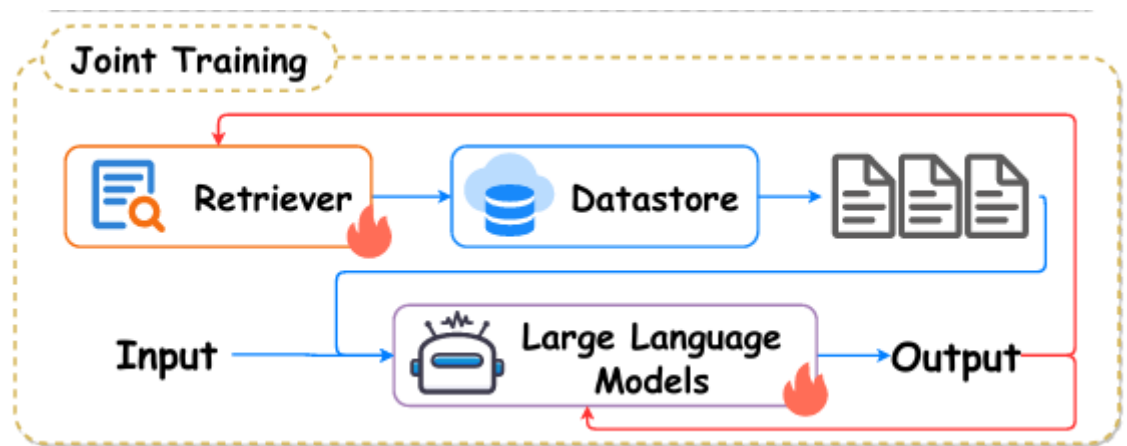 Joint Training
Retriever
Datastore
Input
Large Language
Models
Output